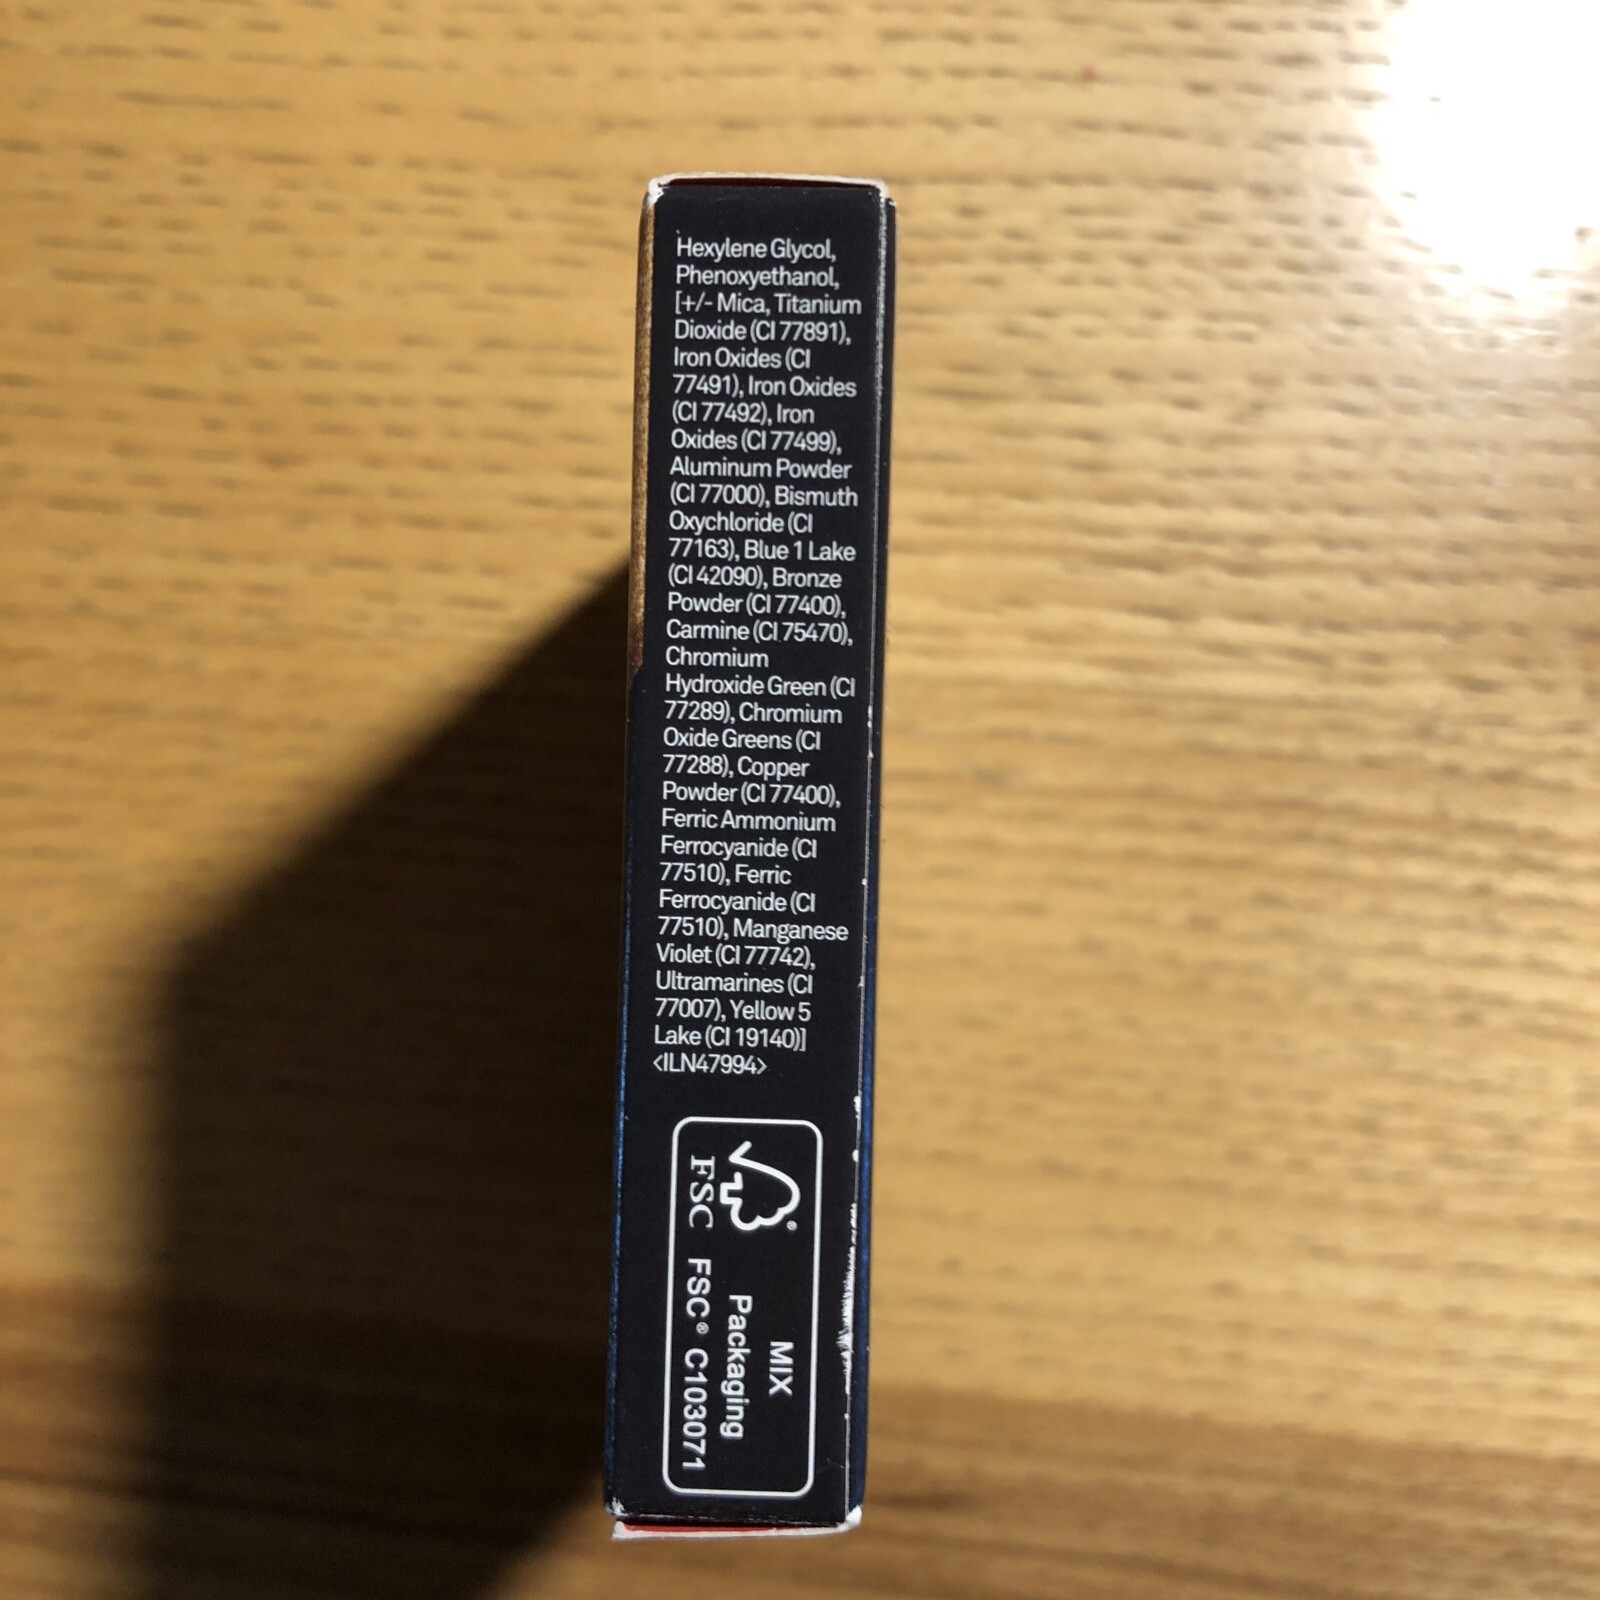 Hexylene Glycol,
Phenoxyethanol,
[+/- Mica, Titanium
Dioxide (CI 77891),
Iron Oxides (CI
77491), Iron Oxides
(CI 77492), Iron
Oxides (CI 77499),
Aluminum Powder
(CI 77000), Bismuth
Oxychloride (CI
77163), Blue 1 Lake
(CI 42090), Bronze
Powder (CI 77400),
Carmine (CI 75470),
Chromium
Hydroxide Green (CI
77289), Chromium
Oxide Greens (CI
77288), Copper
Powder (CI 77400),
Ferric Ammonium
Ferrocyanide (CI
77510), Ferric
Ferrocyanide (CI
77510), Manganese
Violet (CI 77742),
Ultramarines (CI
77007), Yellow 5
Lake (CI 19140)]
<ILN47994>
FSC
®
MIX
Packaging
FSC® C103071